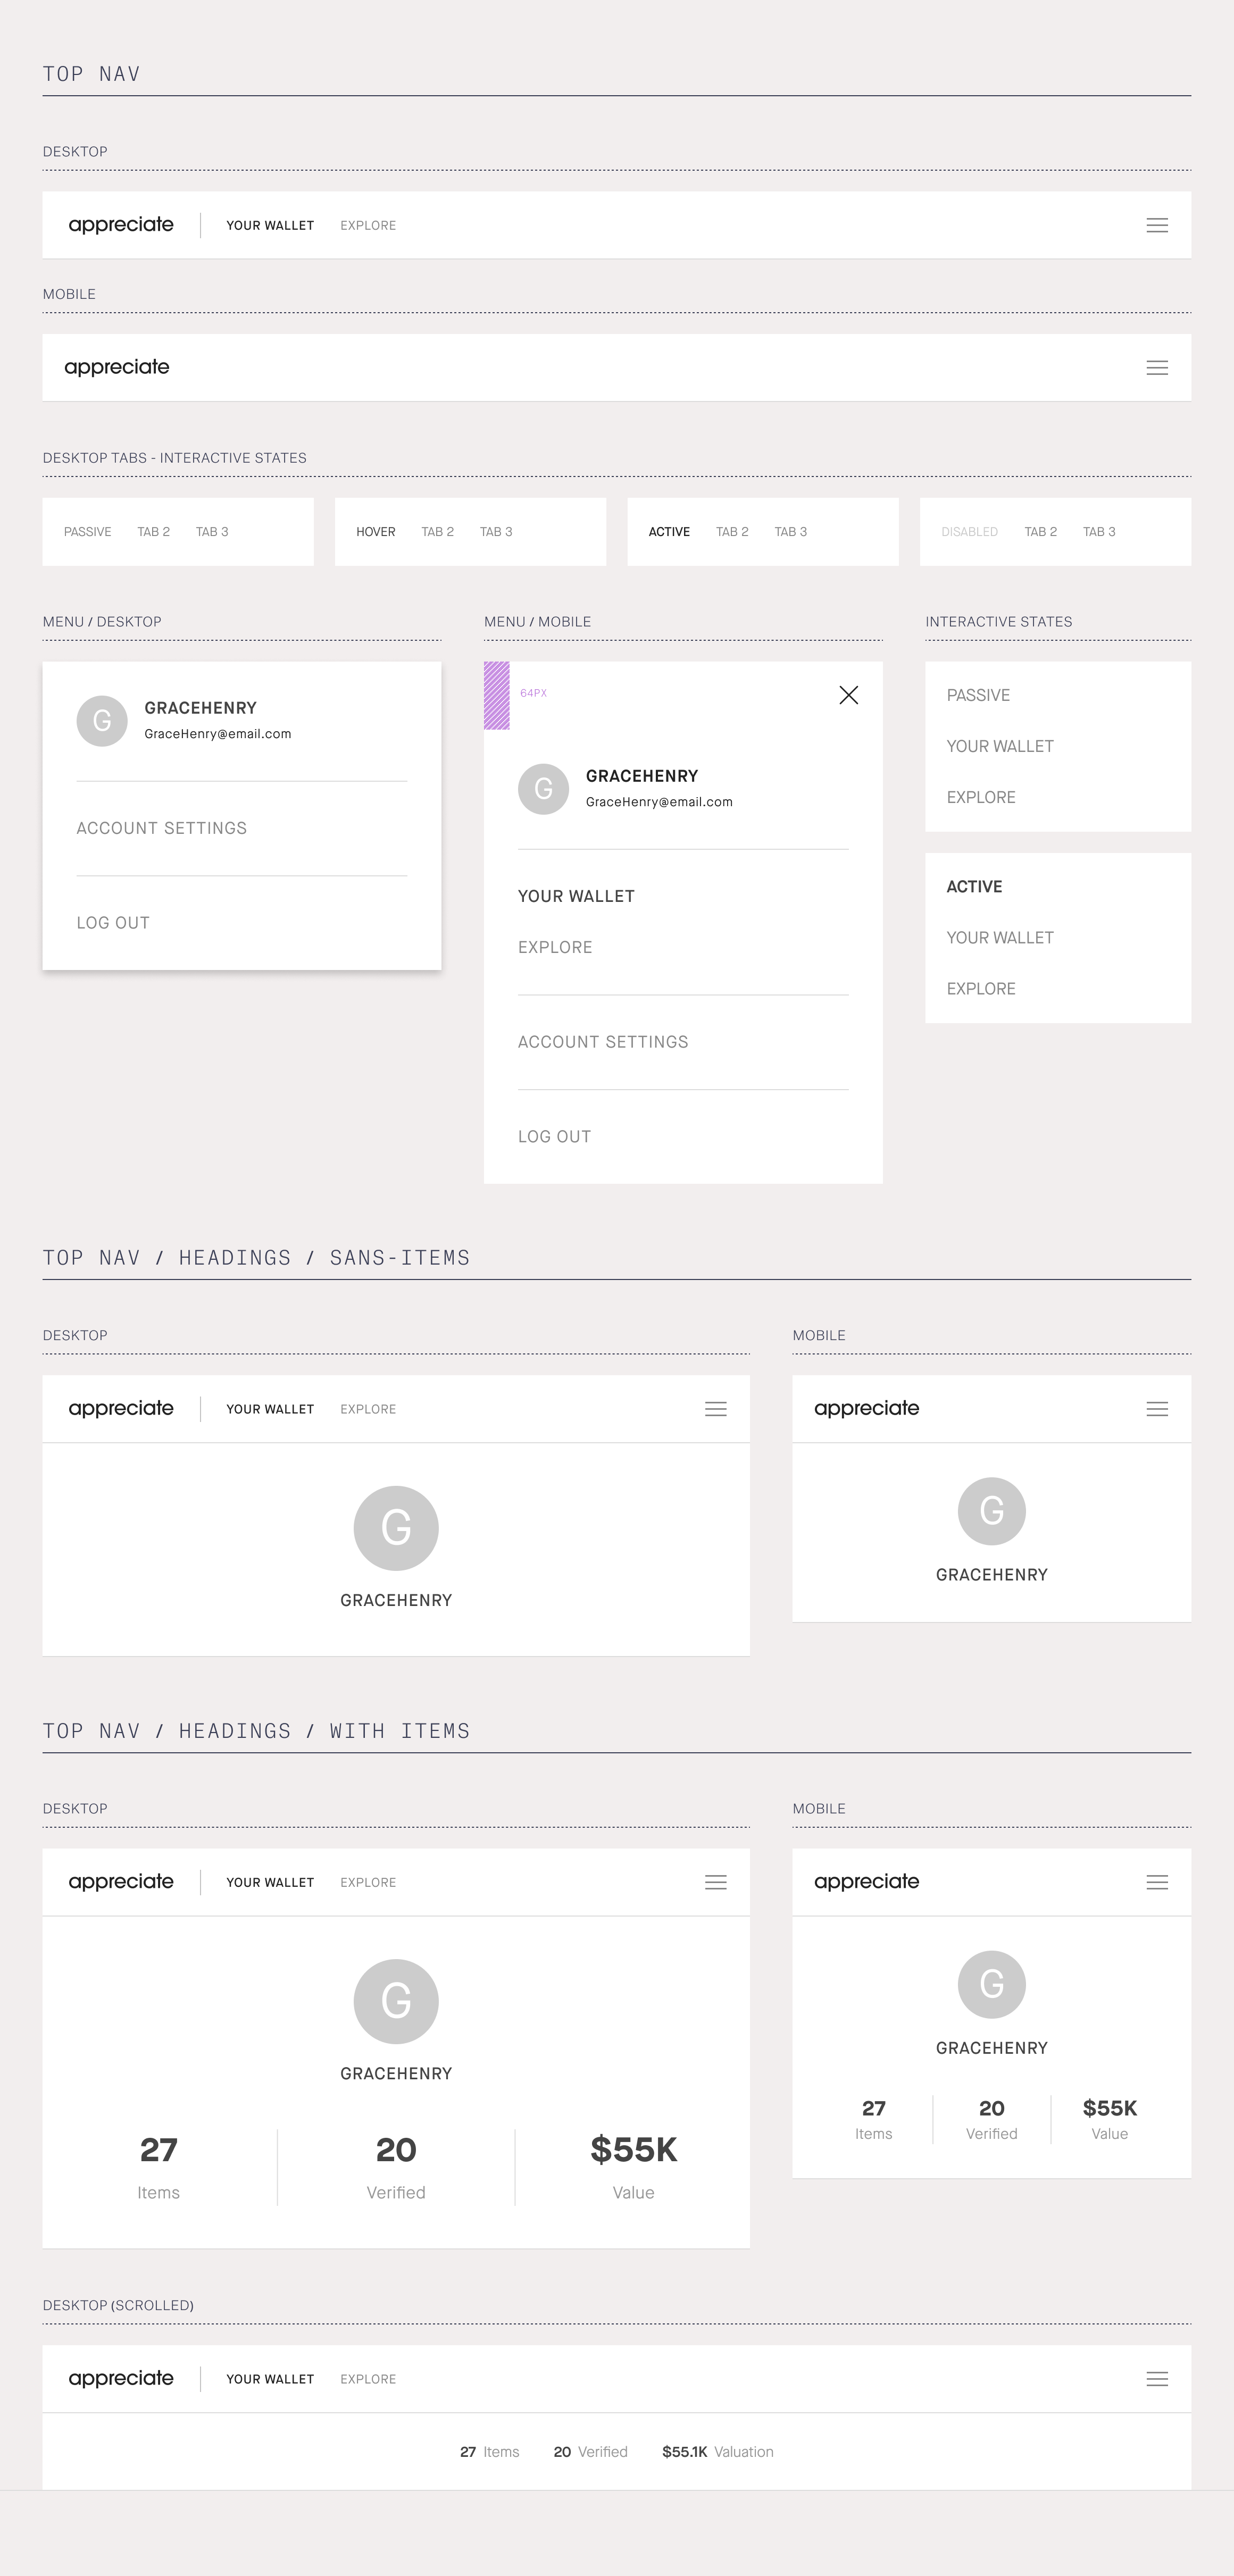 TOP NAV
DESKTOP
appreciate YOUR WALLET EXPLORE
MOBILE
appreciate
DESKTOP TABS - INTERACTIVE STATES
PASSIVE TAB 2 TAB 3
HOVER TAB 2 TAB 3
ACTIVE TAB 2 TAB 3
DISABLED TAB 2 TAB 3
MENU / DESKTOP
G
GRACEHENRY
GraceHenry@email.com
ACCOUNT SETTINGS
LOG OUT
MENU / MOBILE
64PX
G
GRACEHENRY
GraceHenry@email.com
YOUR WALLET
EXPLORE
ACCOUNT SETTINGS
LOG OUT
INTERACTIVE STATES
PASSIVE
YOUR WALLET
EXPLORE
ACTIVE
YOUR WALLET
EXPLORE
TOP NAV / HEADINGS / SANS-ITEMS
DESKTOP
appreciate YOUR WALLET EXPLORE
G
GRACEHENRY
MOBILE
appreciate
G
GRACEHENRY
TOP NAV / HEADINGS / WITH ITEMS
DESKTOP
appreciate YOUR WALLET EXPLORE
G
GRACEHENRY
27 20 $55K
Items Verified Value
MOBILE
appreciate
G
GRACEHENRY
27 20 $55K
Items Verified Value
DESKTOP (SCROLLED)
appreciate YOUR WALLET EXPLORE
27 Items 20 Verified $55.1K Valuation